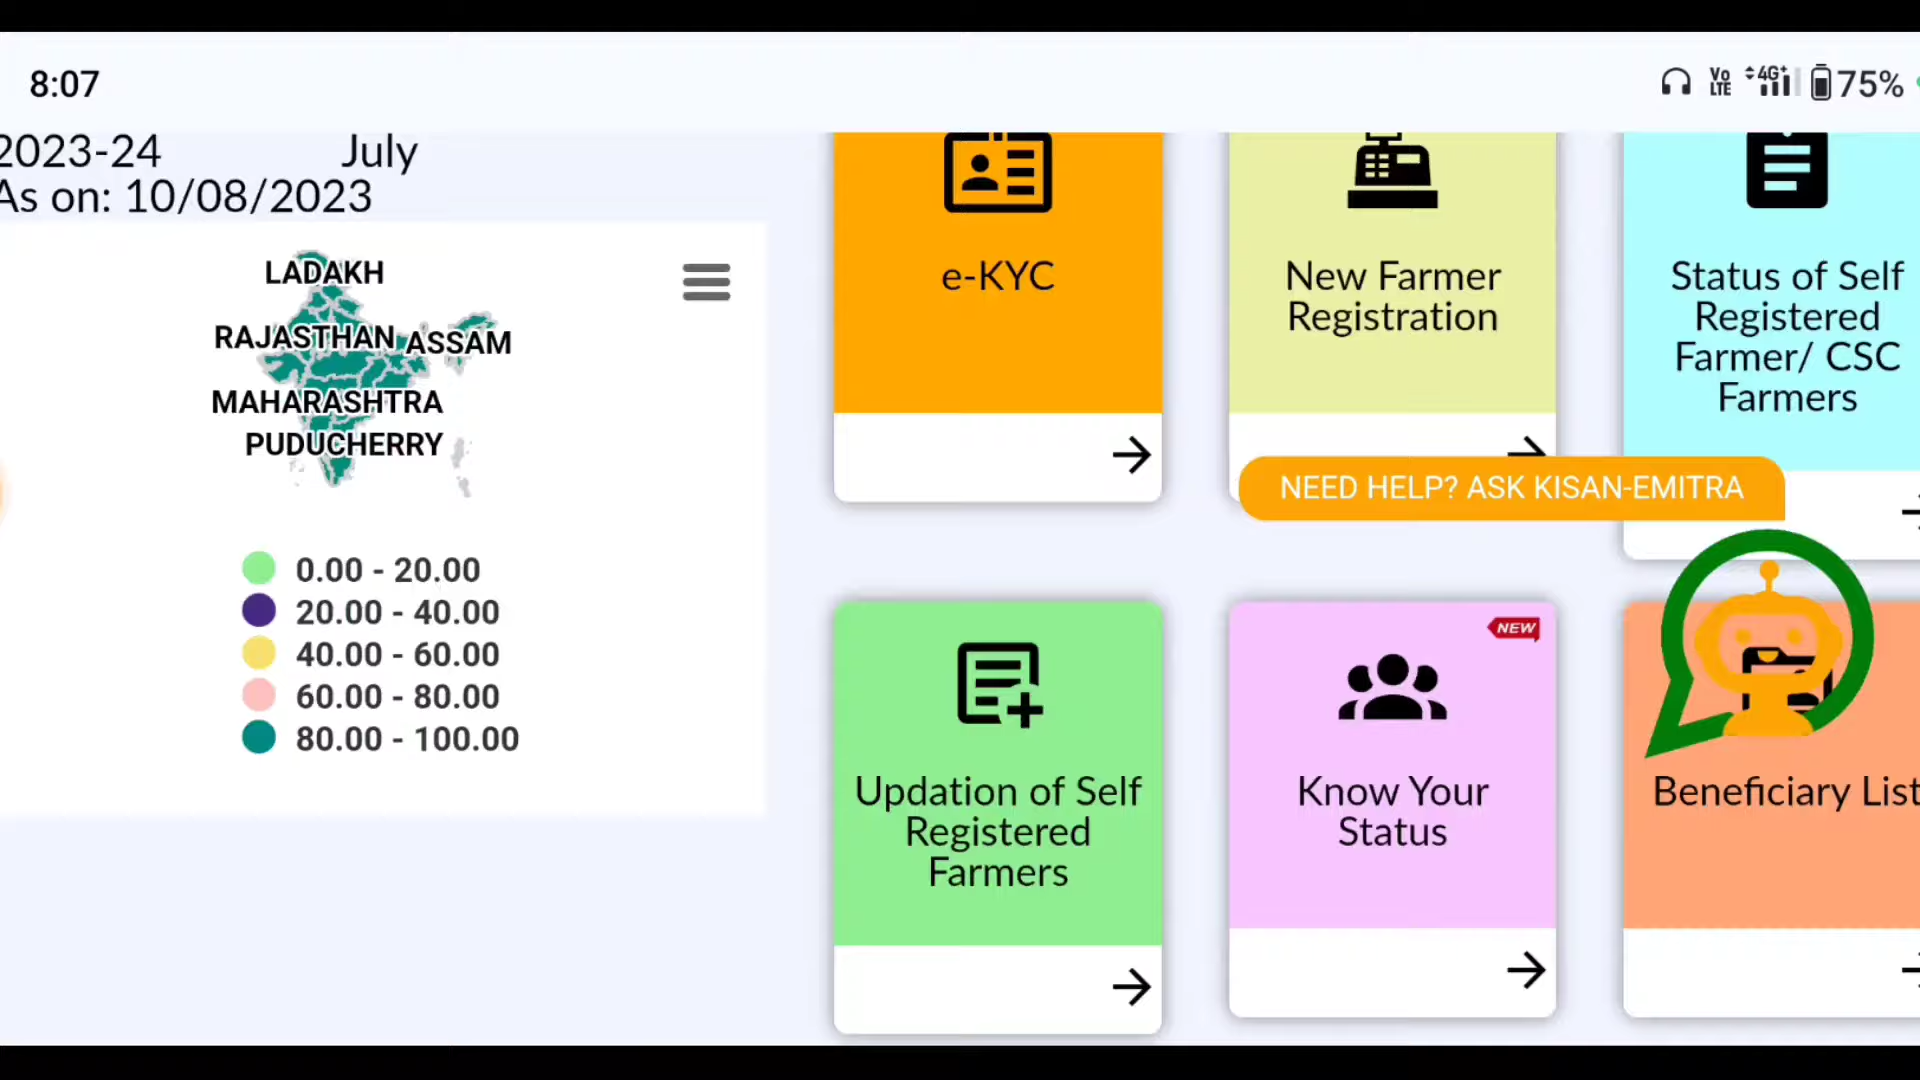 8:07
Vo LTE 4G+ 75%
2023-24 July
As on: 10/08/2023
LADAKH
RAJASTHAN ASSAM
MAHARASHTRA
PUDUCHERRY
0.00 - 20.00
20.00 - 40.00
40.00 - 60.00
60.00 - 80.00
80.00 - 100.00
e-KYC
New Farmer
Registration
Status of Self
Registered
Farmer/ CSC
Farmers
NEED HELP? ASK KISAN-EMITRA
Updation of Self
Registered
Farmers
NEW
Know Your
Status
Beneficiary List